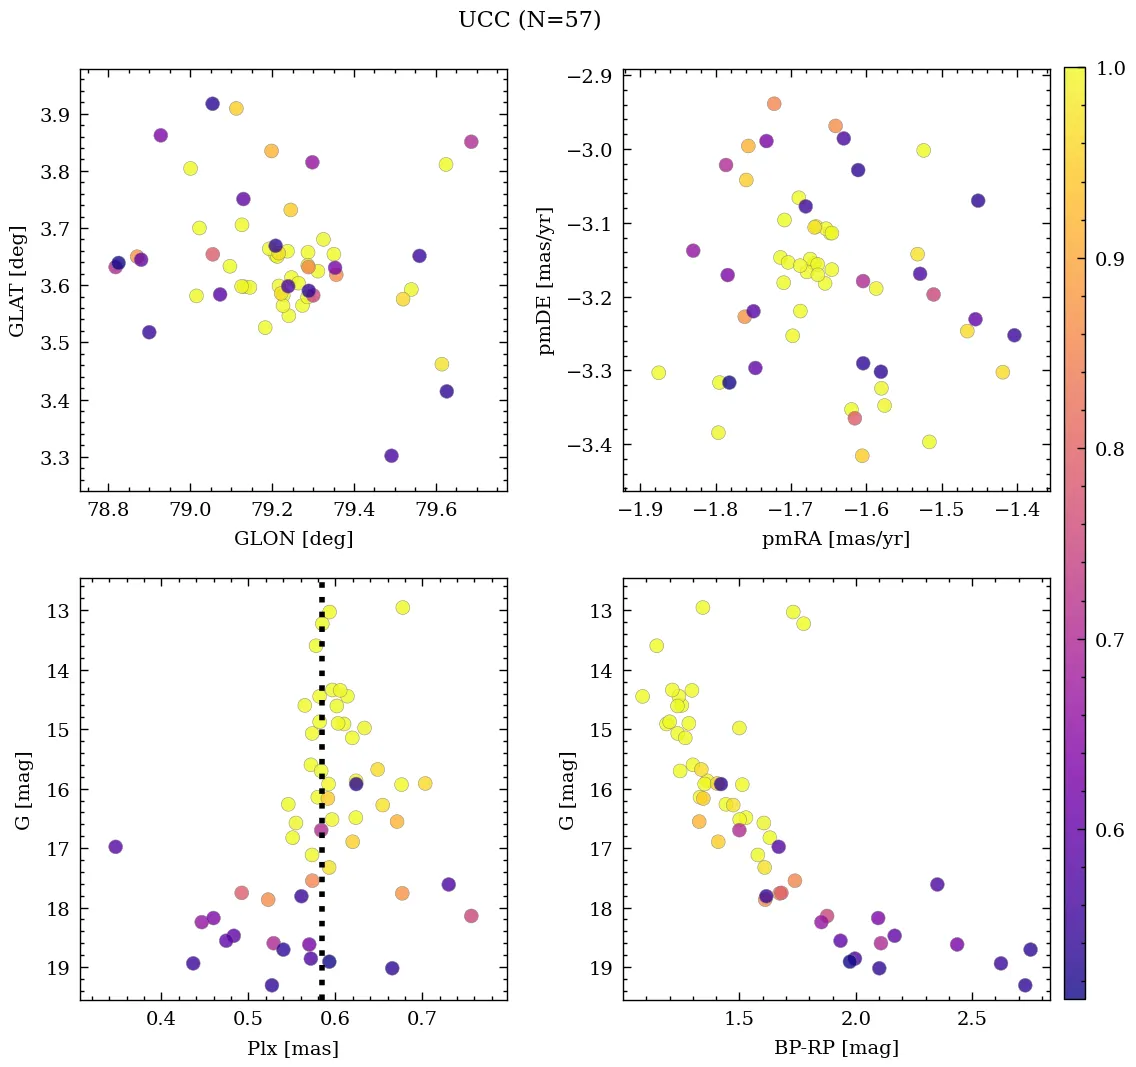 UCC (N=57)
3.9
3.8
3.7
3.6
3.5
3.4
3.3
GLAT [deg]
78.8 79.0 79.2 79.4 79.6
GLON [deg]
−2.9
−3.0
−3.1
−3.2
−3.3
−3.4
pmDE [mas/yr]
−1.9 −1.8 −1.7 −1.6 −1.5 −1.4
pmRA [mas/yr]
13
14
15
16
17
18
19
G [mag]
0.4 0.5 0.6 0.7
Plx [mas]
13
14
15
16
17
18
19
G [mag]
1.5 2.0 2.5
BP-RP [mag]
1.0
0.9
0.8
0.7
0.6